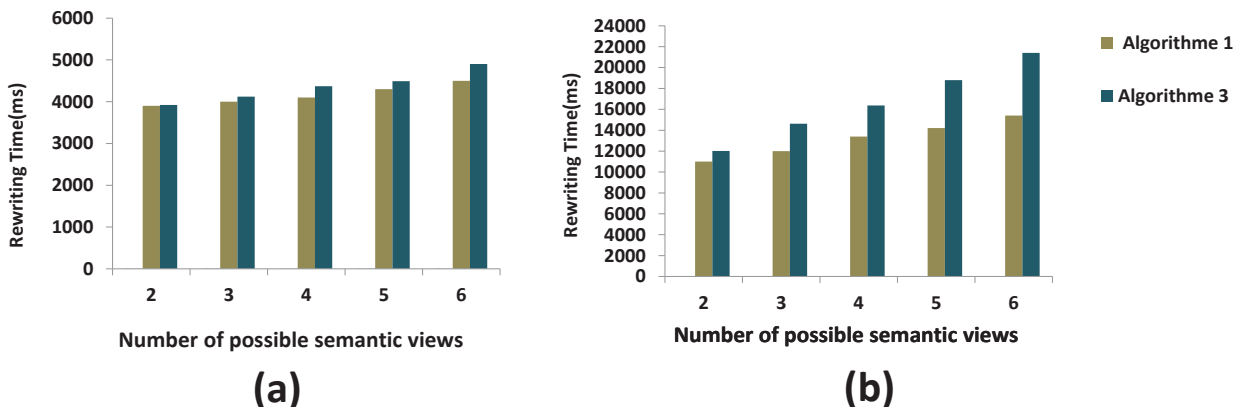 6000
5000
4000
3000
2000
1000
0
Rewriting Time(ms)
2 3 4 5 6
Number of possible semantic views
(a)
24000
22000
20000
18000
16000
14000
12000
10000
8000
6000
4000
2000
0
Rewriting Time(ms)
2 3 4 5 6
Number of possible semantic views
(b)
Algorithme 1
Algorithme 3